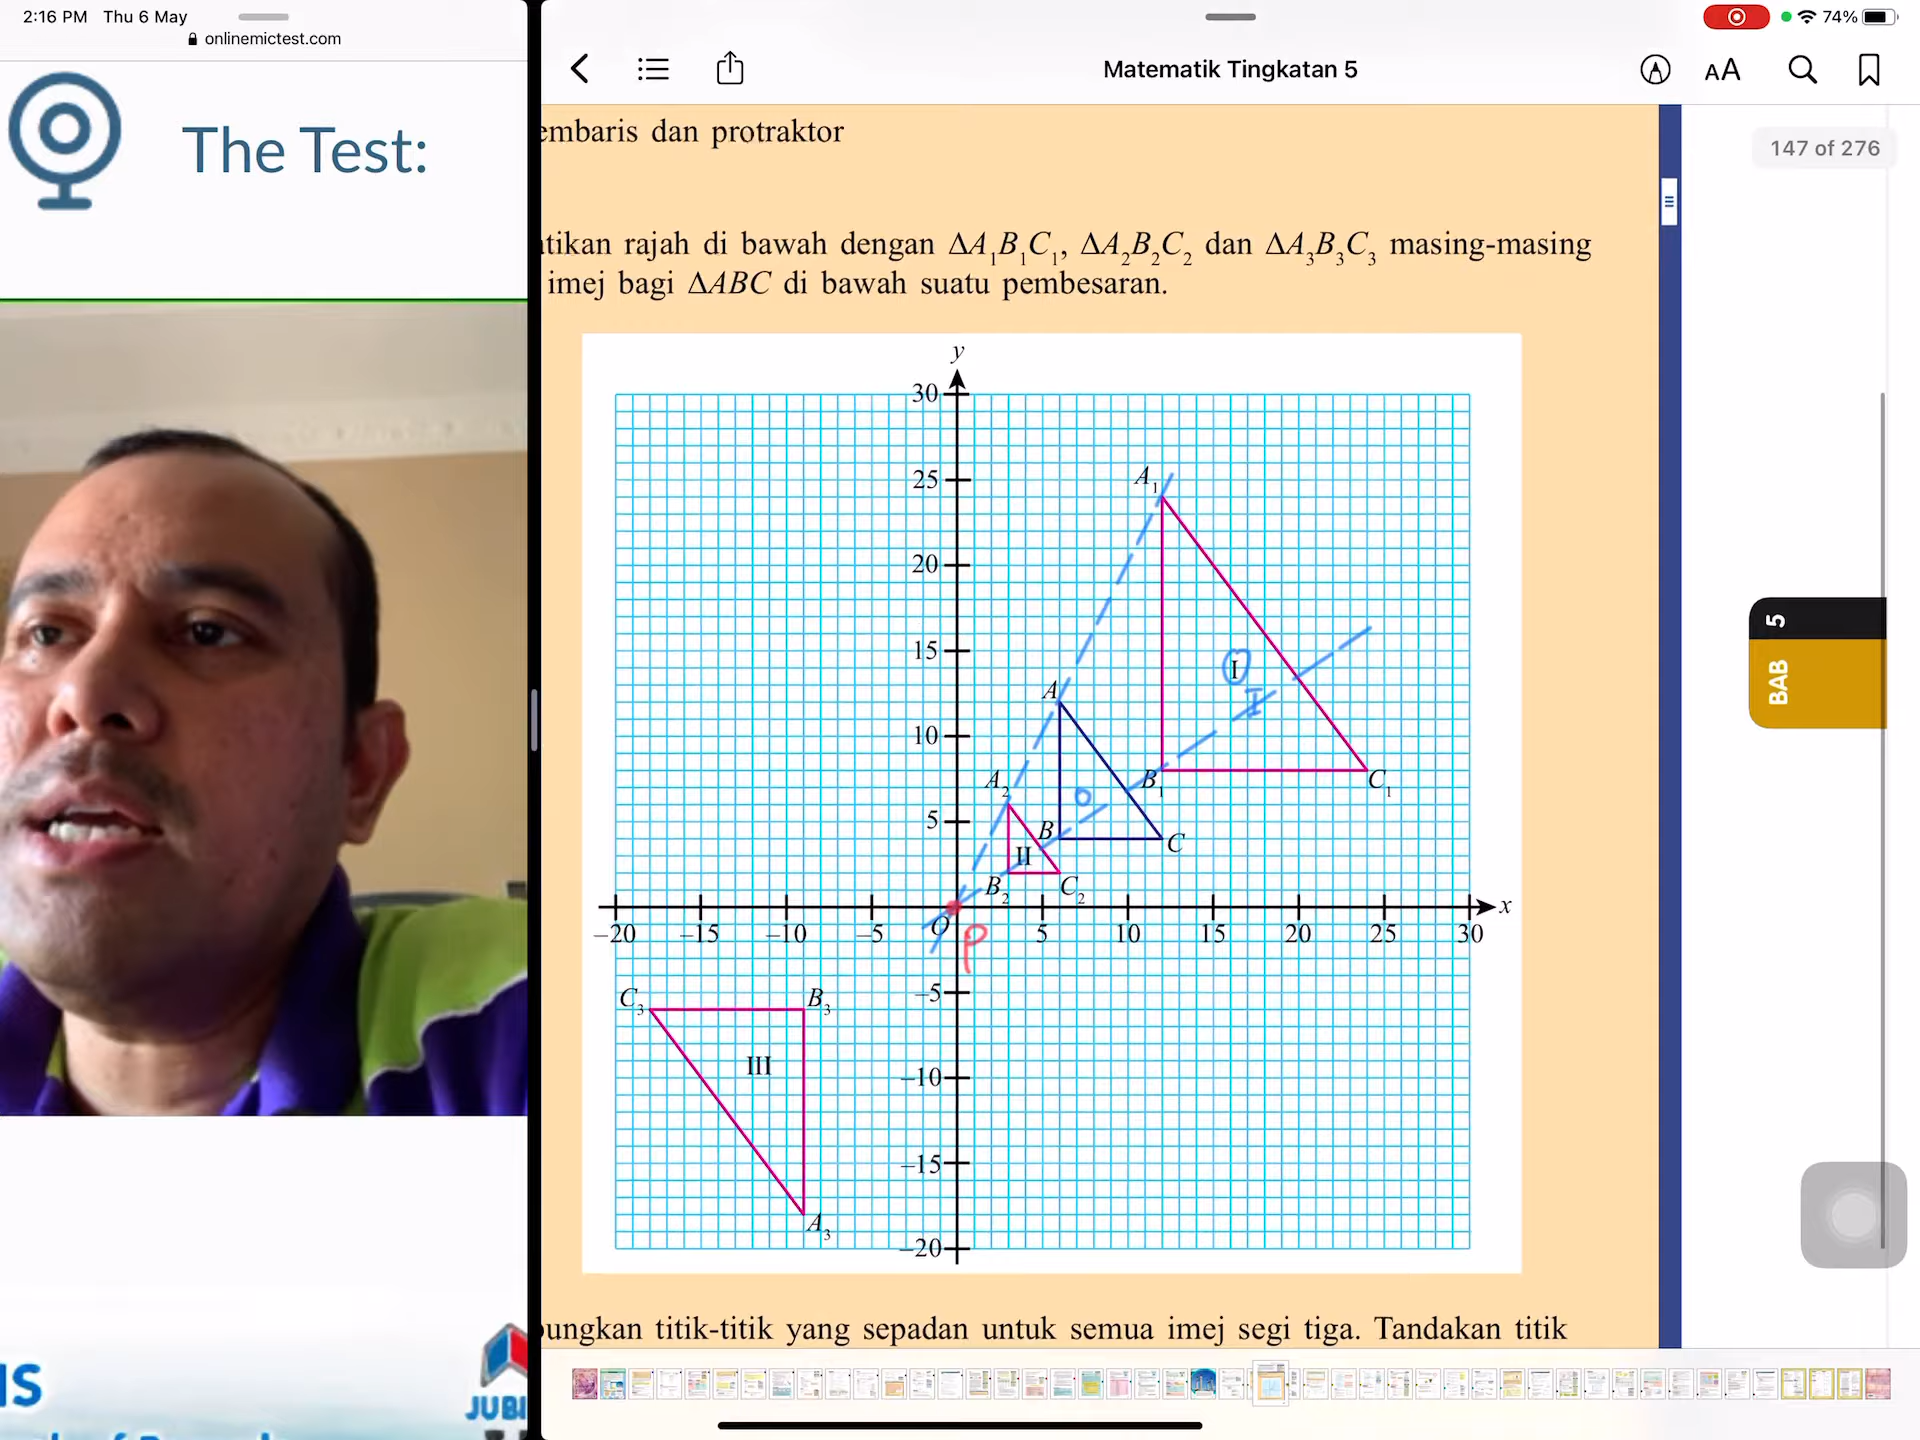 2:16 PM Thu 6 May
onlinemictest.com
74%
The Test:
Matematik Tingkatan 5
AA
147 of 276
embaris dan protraktor
tikan rajah di bawah dengan ΔA₁B₁C₁, ΔA₂B₂C₂ dan ΔA₃B₃C₃ masing-masing
imej bagi ΔABC di bawah suatu pembesaran.
y
30
25
20
15
10
5
A₁
I
I
B₁
C₁
A
O
B
C
A₂
II
B₂
C₂
O
P
x
–20 –15 –10 –5 5 10 15 20 25 30
–5
–10
–15
–20
C₃
B₃
III
A₃
BAB 5
bungkan titik-titik yang sepadan untuk semua imej segi tiga. Tandakan titik
IS
JUBI